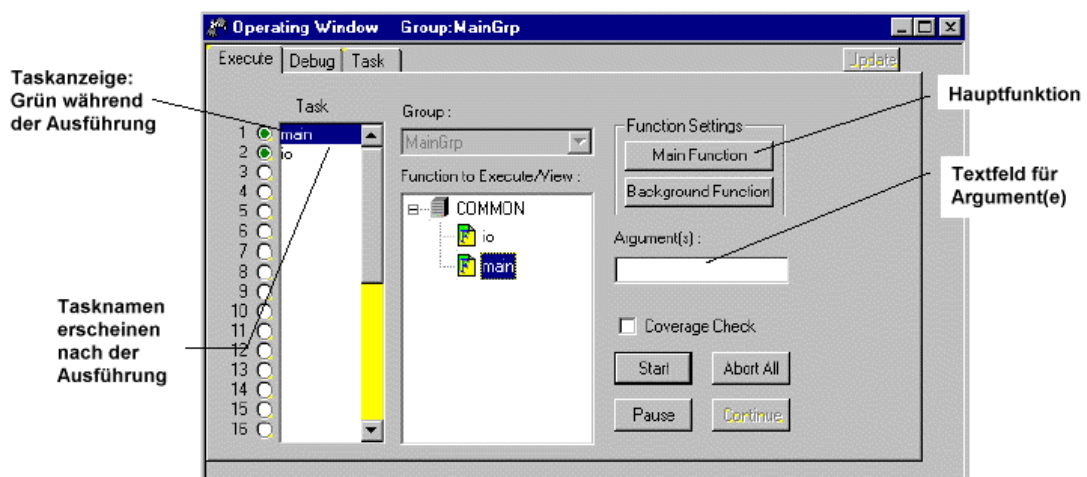 Operating Window Group:MainGrp
Execute Debug Task
Update
Taskanzeige:
Grün während
der Ausführung
Tasknamen
erscheinen
nach der
Ausführung
Task
1 main
2 io
3
4
5
6
7
8
9
10
11
12
13
14
15
16
Group :
MainGrp
Function to Execute/View :
COMMON
io
main
Function Settings
Main Function
Background Function
Argument(s) :
Coverage Check
Start Abort All
Pause Continue
Hauptfunktion
Textfeld für
Argument(e)